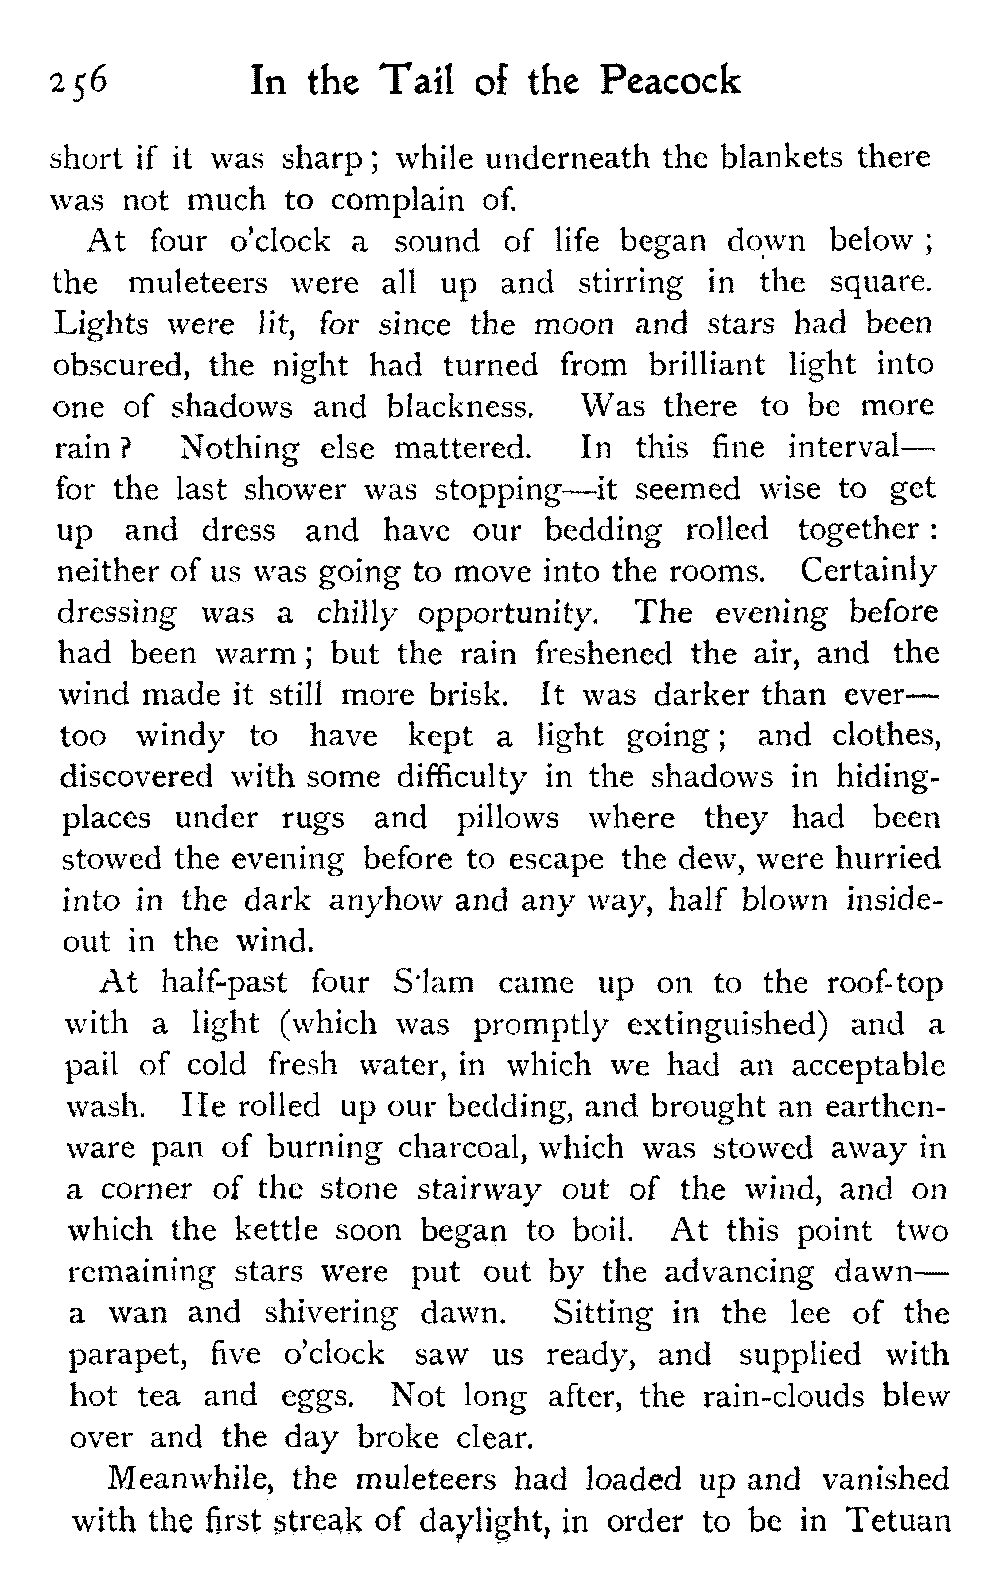 256 In the Tail of the Peacock
short if it was sharp; while underneath the blankets there
was not much to complain of.
At four o'clock a sound of life began down below;
the muleteers were all up and stirring in the square.
Lights were lit, for since the moon and stars had been
obscured, the night had turned from brilliant light into
one of shadows and blackness. Was there to be more
rain? Nothing else mattered. In this fine interval—
for the last shower was stopping—it seemed wise to get
up and dress and have our bedding rolled together:
neither of us was going to move into the rooms. Certainly
dressing was a chilly opportunity. The evening before
had been warm; but the rain freshened the air, and the
wind made it still more brisk. It was darker than ever—
too windy to have kept a light going; and clothes,
discovered with some difficulty in the shadows in hiding-
places under rugs and pillows where they had been
stowed the evening before to escape the dew, were hurried
into in the dark anyhow and any way, half blown inside-
out in the wind.
At half-past four S'lam came up on to the roof-top
with a light (which was promptly extinguished) and a
pail of cold fresh water, in which we had an acceptable
wash. He rolled up our bedding, and brought an earthen-
ware pan of burning charcoal, which was stowed away in
a corner of the stone stairway out of the wind, and on
which the kettle soon began to boil. At this point two
remaining stars were put out by the advancing dawn—
a wan and shivering dawn. Sitting in the lee of the
parapet, five o'clock saw us ready, and supplied with
hot tea and eggs. Not long after, the rain-clouds blew
over and the day broke clear.
Meanwhile, the muleteers had loaded up and vanished
with the first streak of daylight, in order to be in Tetuan